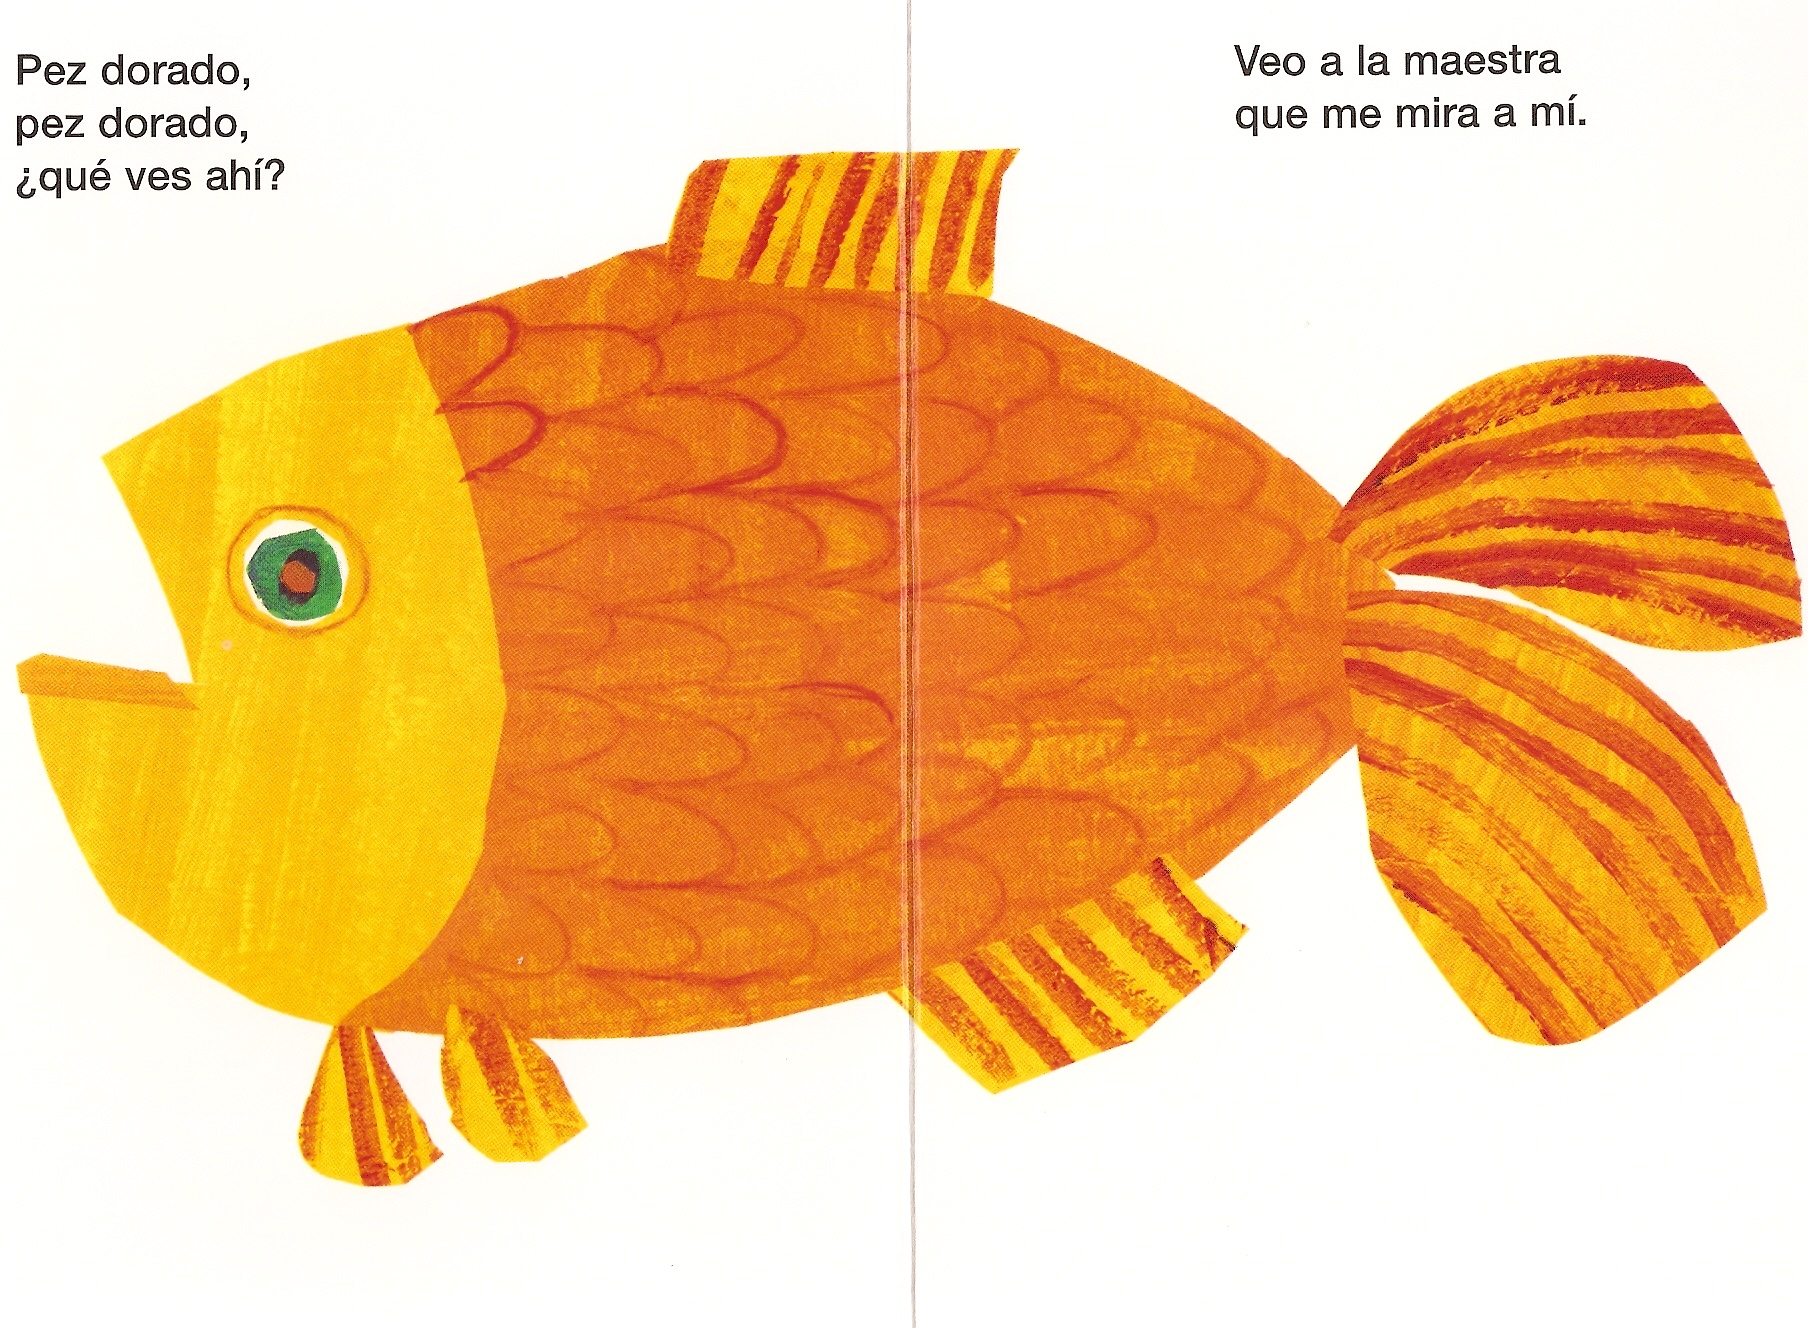 Pez dorado,
pez dorado,
¿qué ves ahí?
Veo a la maestra
que me mira a mí.